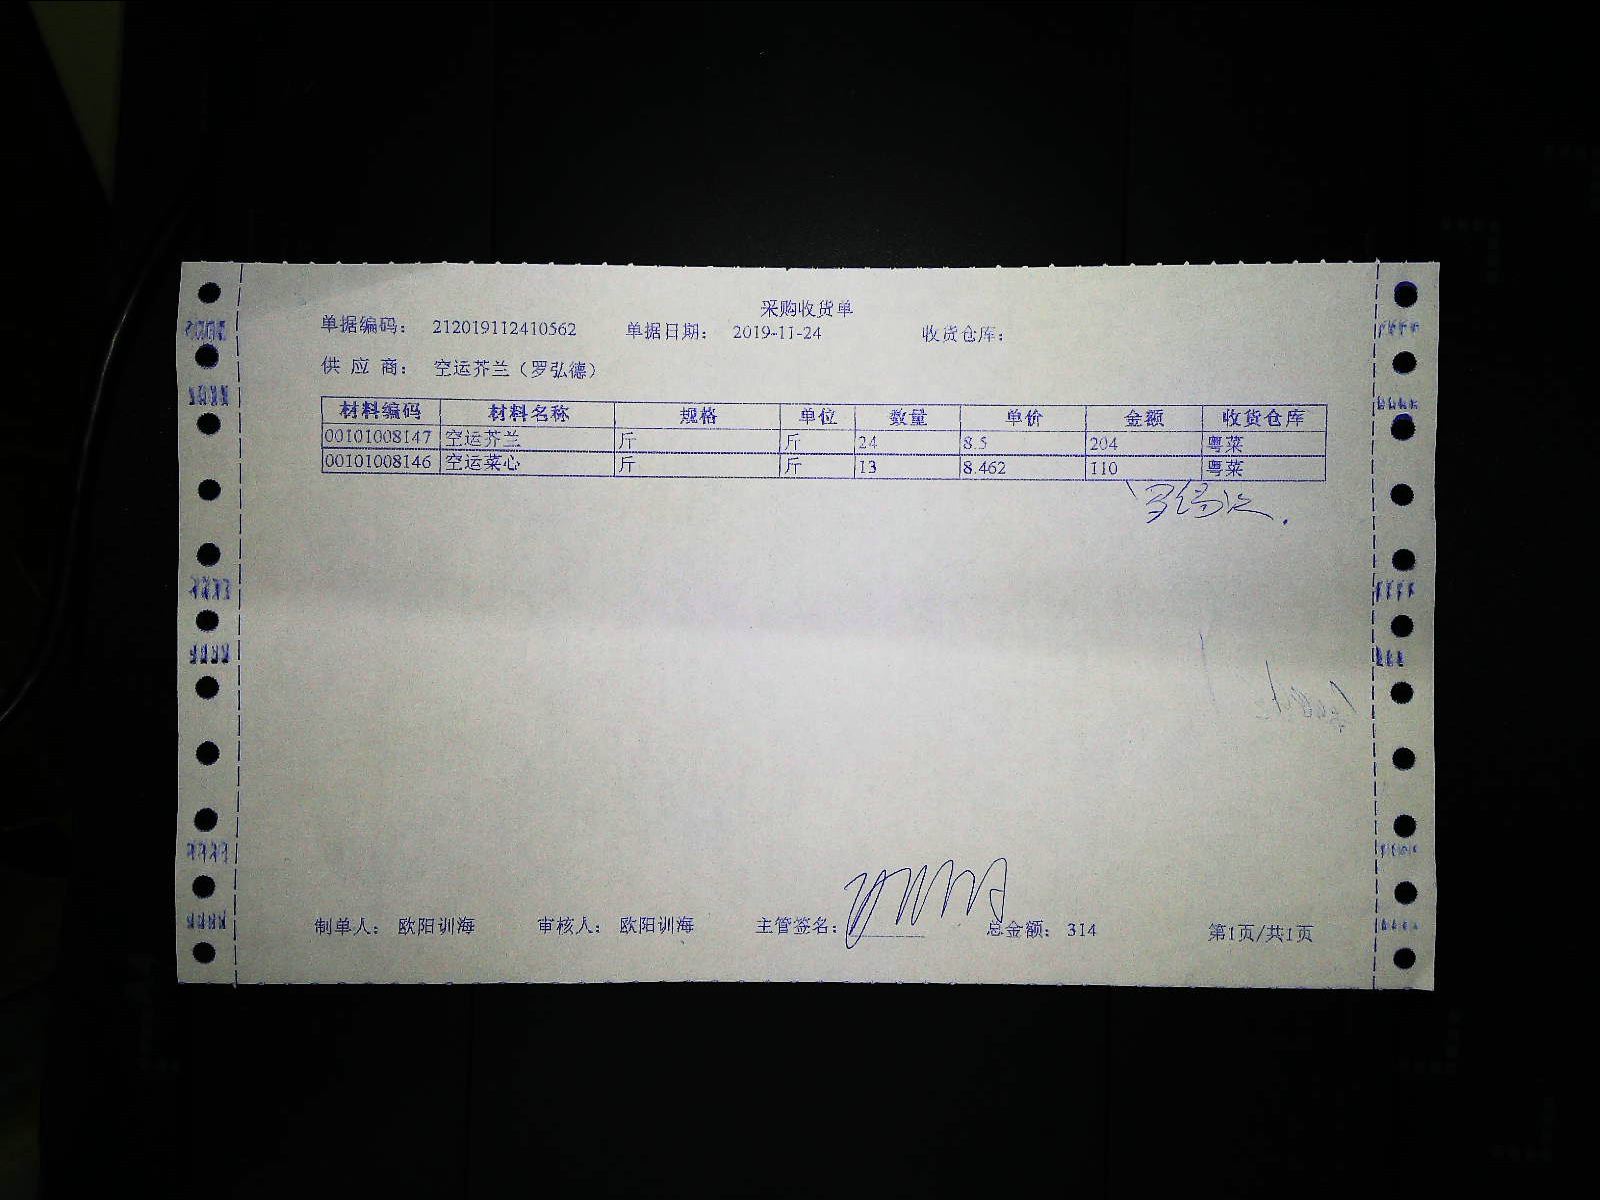 采购收货单
单据编码： 212019112410562 单据日期： 2019-11-24 收货仓库：
供 应 商： 空运芥兰（罗弘德）
材料编码 材料名称 规格 单位 数量 单价 金额 收货仓库
00101008147 空运芥兰 斤 斤 24 8.5 204 粤菜
00101008146 空运菜心 斤 斤 13 8.462 110 粤菜
制单人： 欧阳训海 审核人： 欧阳训海 主管签名： 总金额： 314 第1页/共1页